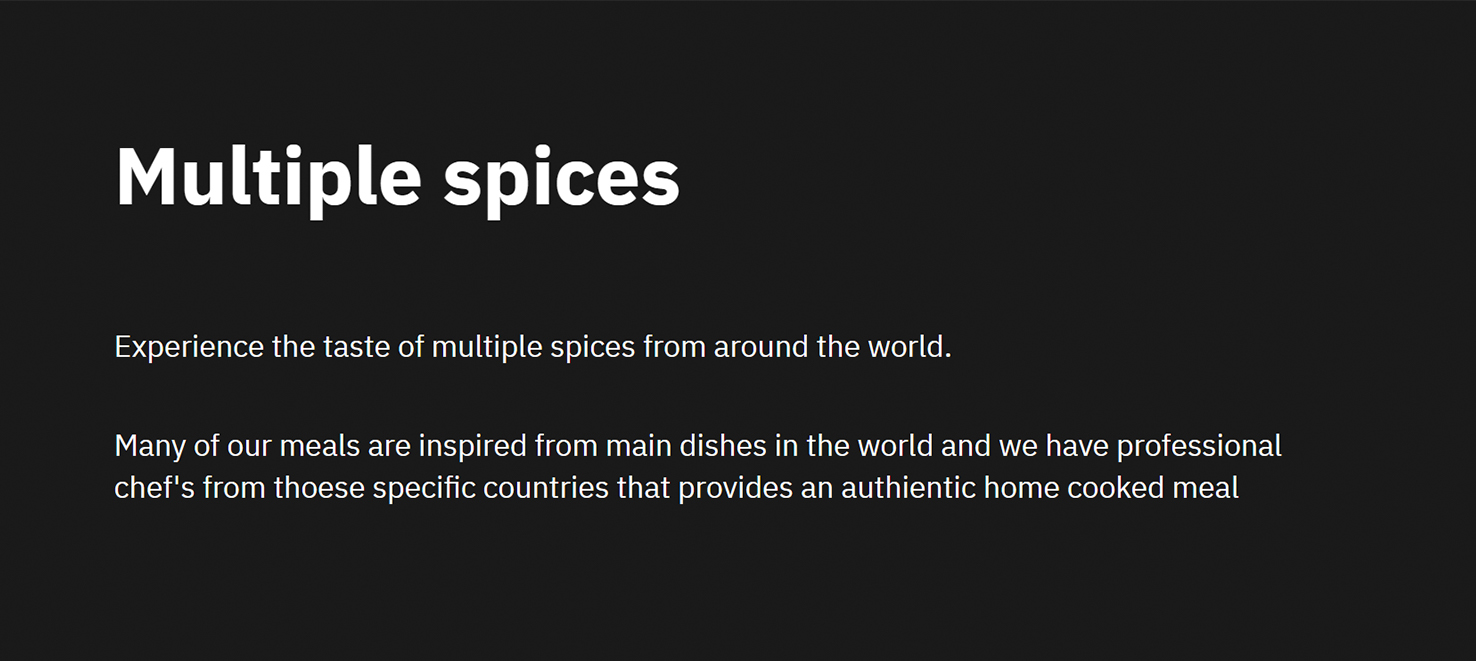 Multiple spices
Experience the taste of multiple spices from around the world.
Many of our meals are inspired from main dishes in the world and we have professional
chef's from thoese specific countries that provides an authientic home cooked meal